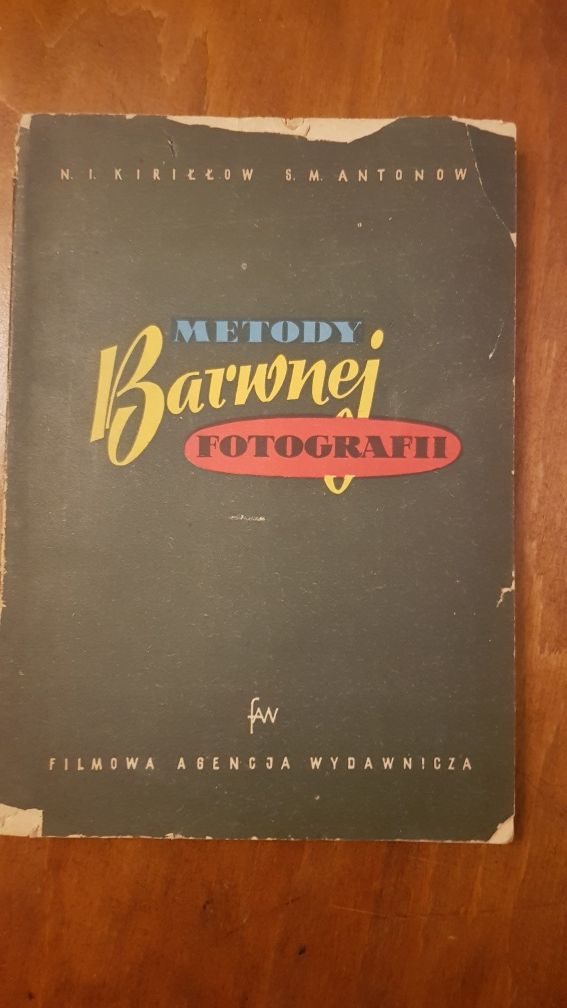 N. I. KIRIŁŁOW S. M. ANTONOW
METODY
Barwnej
FOTOGRAFII
FAW
FILMOWA AGENCJA WYDAWNICZA